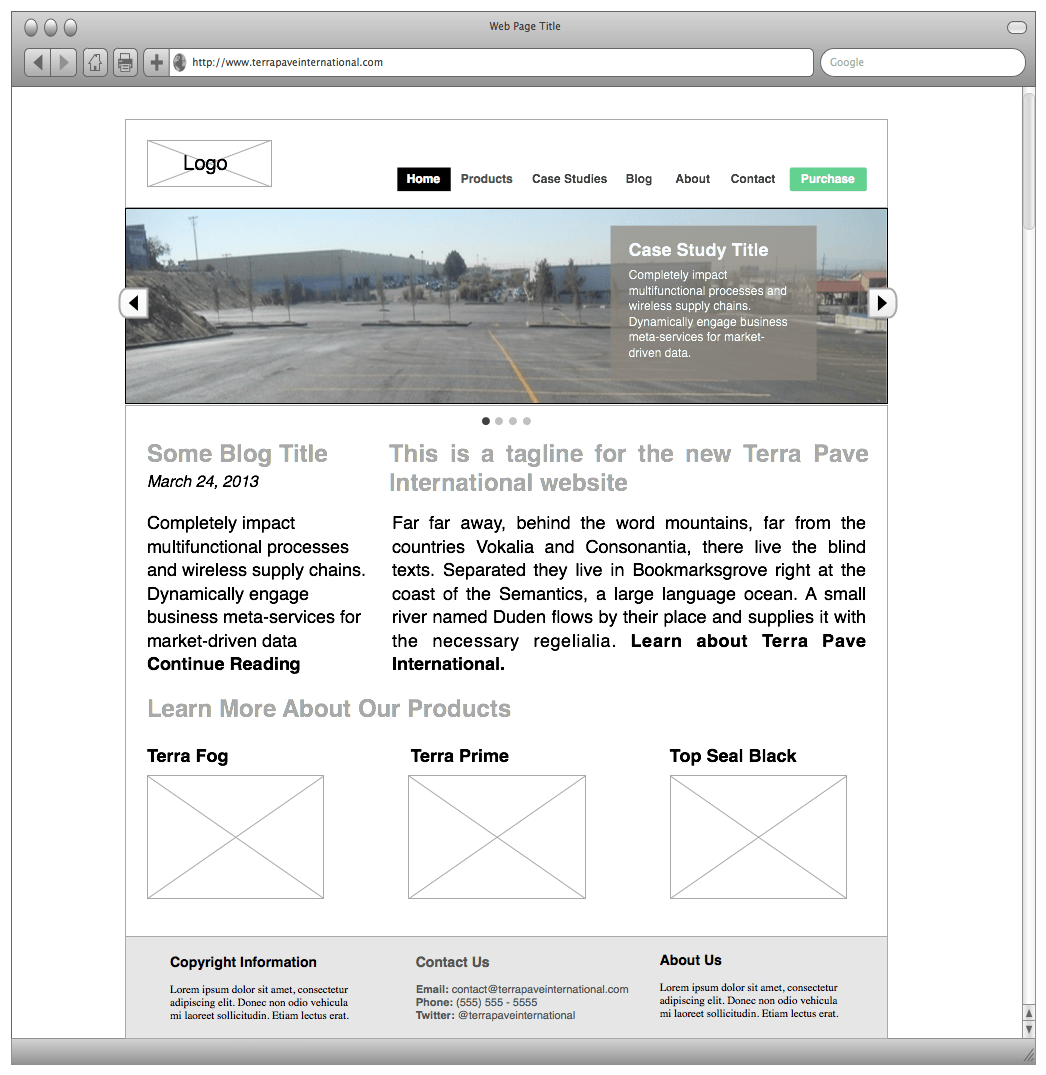 Web Page Title
http://www.terrapaveinternational.com
Google
Logo
Home Products Case Studies Blog About Contact Purchase
Case Study Title
Completely impact
multifunctional processes and
wireless supply chains.
Dynamically engage business
meta-services for market-
driven data.
Some Blog Title
March 24, 2013
Completely impact
multifunctional processes
and wireless supply chains.
Dynamically engage
business meta-services for
market-driven data
Continue Reading
This is a tagline for the new Terra Pave
International website
Far far away, behind the word mountains, far from the
countries Vokalia and Consonantia, there live the blind
texts. Separated they live in Bookmarksgrove right at the
coast of the Semantics, a large language ocean. A small
river named Duden flows by their place and supplies it with
the necessary regelialia. Learn about Terra Pave
International.
Learn More About Our Products
Terra Fog
Terra Prime
Top Seal Black
Copyright Information
Lorem ipsum dolor sit amet, consectetur
adipiscing elit. Donec non odio vehicula
mi laoreet sollicitudin. Etiam lectus erat.
Contact Us
Email: contact@terrapaveinternational.com
Phone: (555) 555 - 5555
Twitter: @terrapaveinternational
About Us
Lorem ipsum dolor sit amet, consectetur
adipiscing elit. Donec non odio vehicula
mi laoreet sollicitudin. Etiam lectus erat.